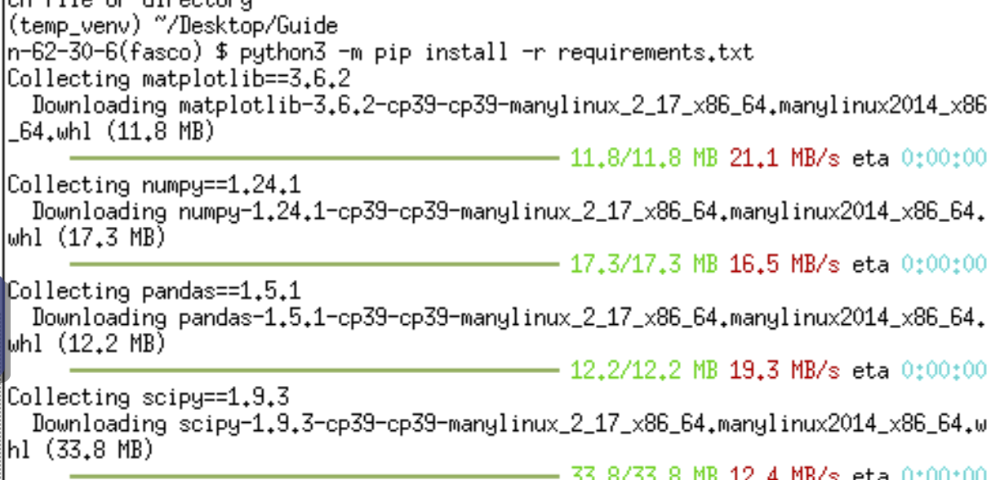 ch file or directory
(temp_venv) ~/Desktop/Guide
n-62-30-6(fasco) $ python3 -m pip install -r requirements.txt
Collecting matplotlib==3.6.2
  Downloading matplotlib-3.6.2-cp39-cp39-manylinux_2_17_x86_64.manylinux2014_x86
_64.whl (11.8 MB)
11.8/11.8 MB 21.1 MB/s eta 0:00:00
Collecting numpy==1.24.1
  Downloading numpy-1.24.1-cp39-cp39-manylinux_2_17_x86_64.manylinux2014_x86_64.
whl (17.3 MB)
17.3/17.3 MB 16.5 MB/s eta 0:00:00
Collecting pandas==1.5.1
  Downloading pandas-1.5.1-cp39-cp39-manylinux_2_17_x86_64.manylinux2014_x86_64.
whl (12.2 MB)
12.2/12.2 MB 19.3 MB/s eta 0:00:00
Collecting scipy==1.9.3
  Downloading scipy-1.9.3-cp39-cp39-manylinux_2_17_x86_64.manylinux2014_x86_64.w
hl (33.8 MB)
33.8/33.8 MB 12.4 MB/s eta 0:00:00